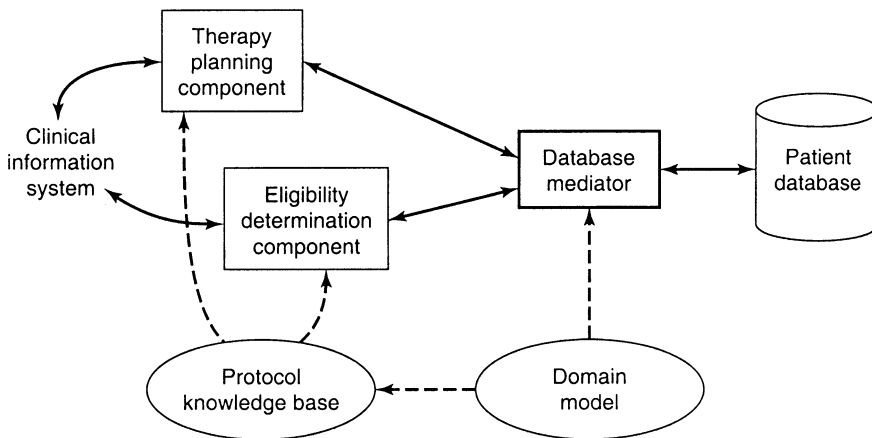 Therapy
planning
component
Clinical
information
system
Eligibility
determination
component
Database
mediator
Patient
database
Protocol
knowledge base
Domain
model